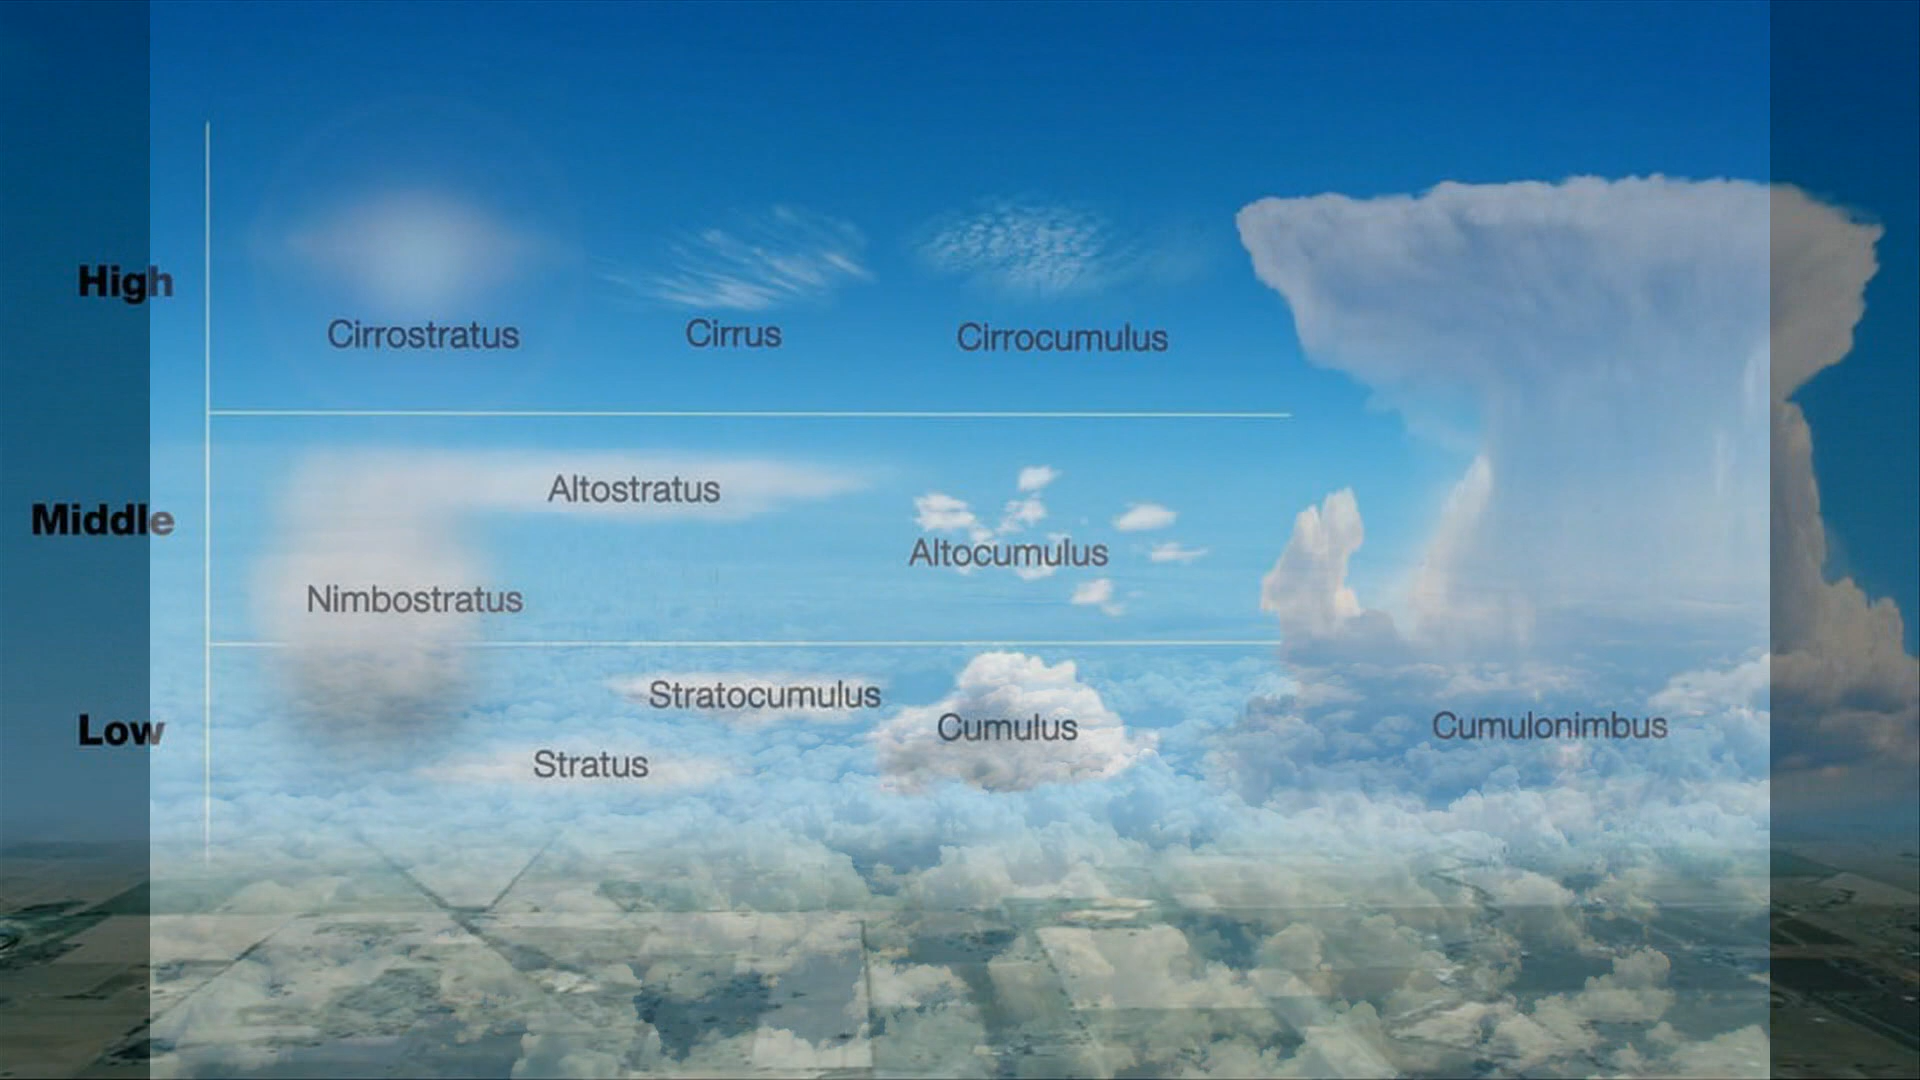 High
Cirrostratus
Cirrus
Cirrocumulus
Middle
Altostratus
Altocumulus
Nimbostratus
Low
Stratocumulus
Cumulus
Cumulonimbus
Stratus